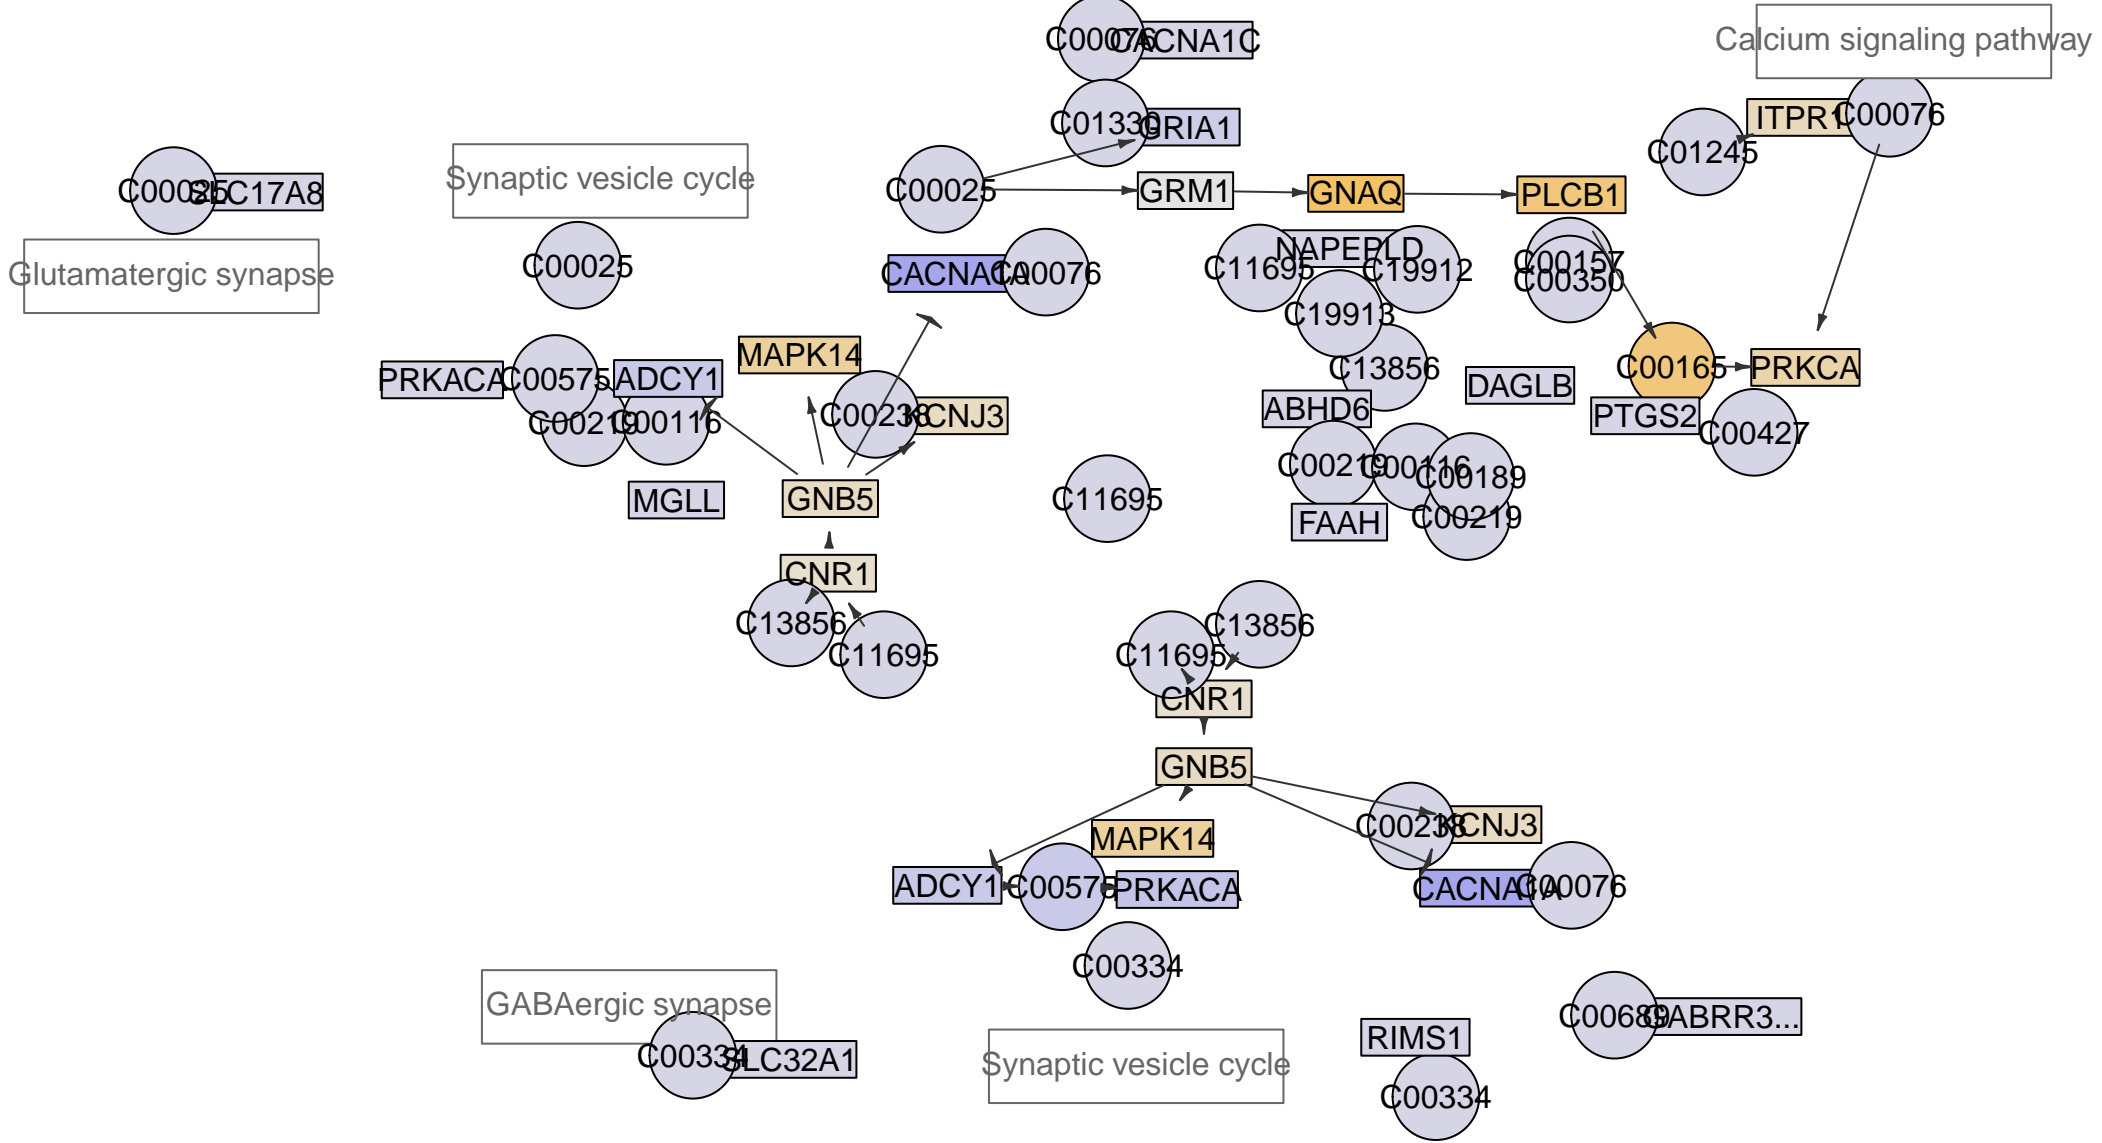 C00076
CACNA1C
Calcium signaling pathway
C01330
GRIA1
ITPR1
C00076
C01245
C00025
SLC17A8
Synaptic vesicle cycle
C00025
GRM1
GNAQ
PLCB1
Glutamatergic synapse
C00025
CACNA1A
C00076
C11695
NAPEPLD
C19912
C00157
C00350
C19913
MAPK14
C13856
C00165
PRKCA
PRKACA
C00575
ADCY1
DAGLB
C00219
C00116
C00238
KCNJ3
ABHD6
PTGS2
C00427
C00219
C00116
C00189
MGLL
GNB5
C11695
FAAH
C00219
CNR1
C13856
C11695
C11695
C13856
CNR1
GNB5
MAPK14
C00238
KCNJ3
ADCY1
C00575
PRKACA
CACNA1A
C00076
C00334
GABAergic synapse
C00334
SLC32A1
Synaptic vesicle cycle
RIMS1
C00334
C00689
GABRR3...